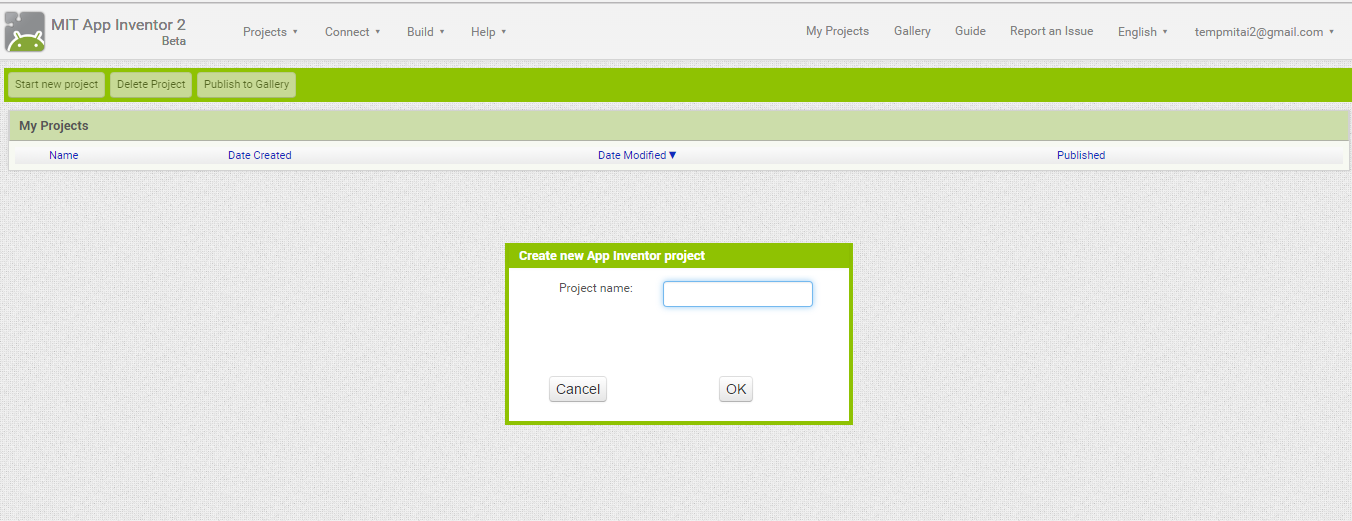 MIT App Inventor 2
Beta
Projects Connect Build Help
My Projects Gallery Guide Report an Issue English tempmitai2@gmail.com
Start new project Delete Project Publish to Gallery
My Projects
Name Date Created Date Modified Published
Create new App Inventor project
Project name:
Cancel OK